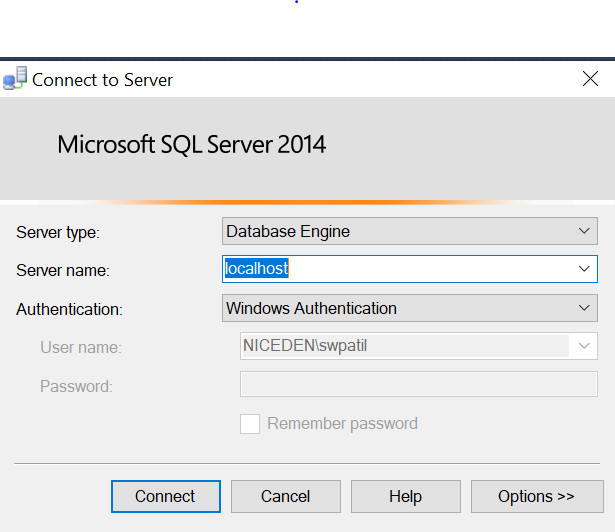 Connect to Server
Microsoft SQL Server 2014
Server type: Database Engine
Server name: localhost
Authentication: Windows Authentication
User name: NICEDEN\swpatil
Password:
Remember password
Connect Cancel Help Options >>